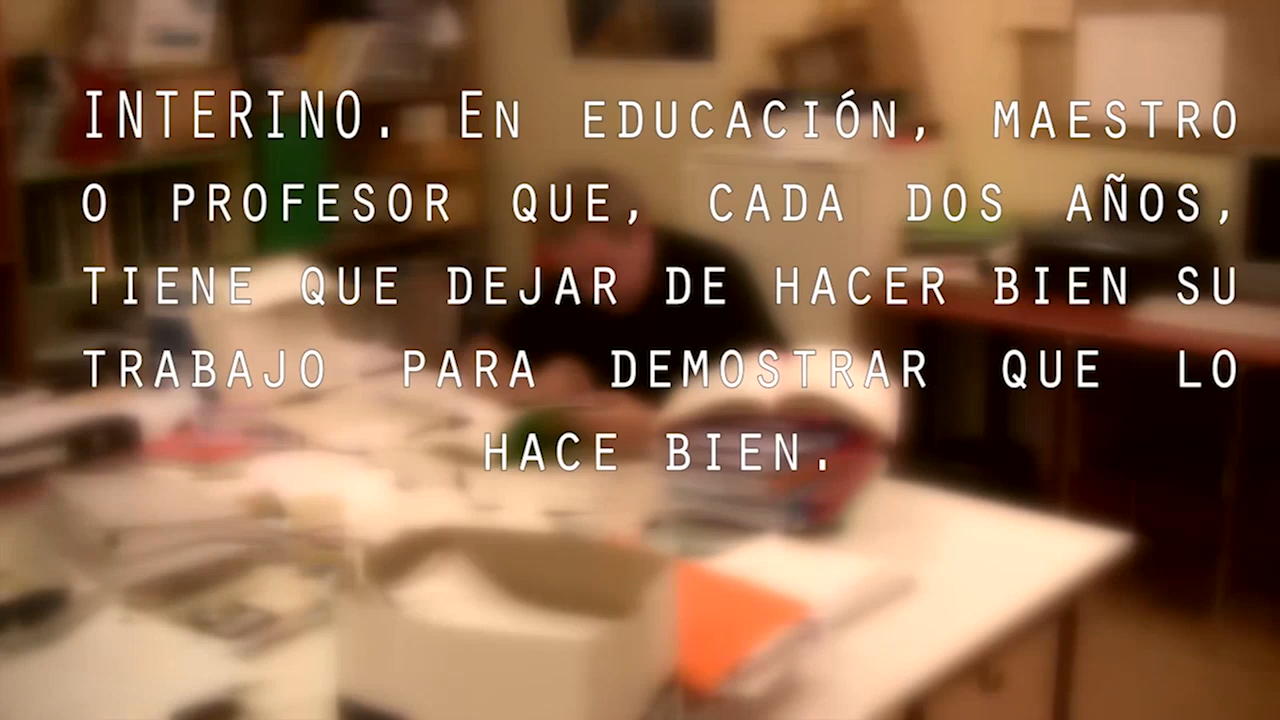 INTERINO. EN EDUCACIÓN, MAESTRO
O PROFESOR QUE, CADA DOS AÑOS,
TIENE QUE DEJAR DE HACER BIEN SU
TRABAJO PARA DEMOSTRAR QUE LO
HACE BIEN.